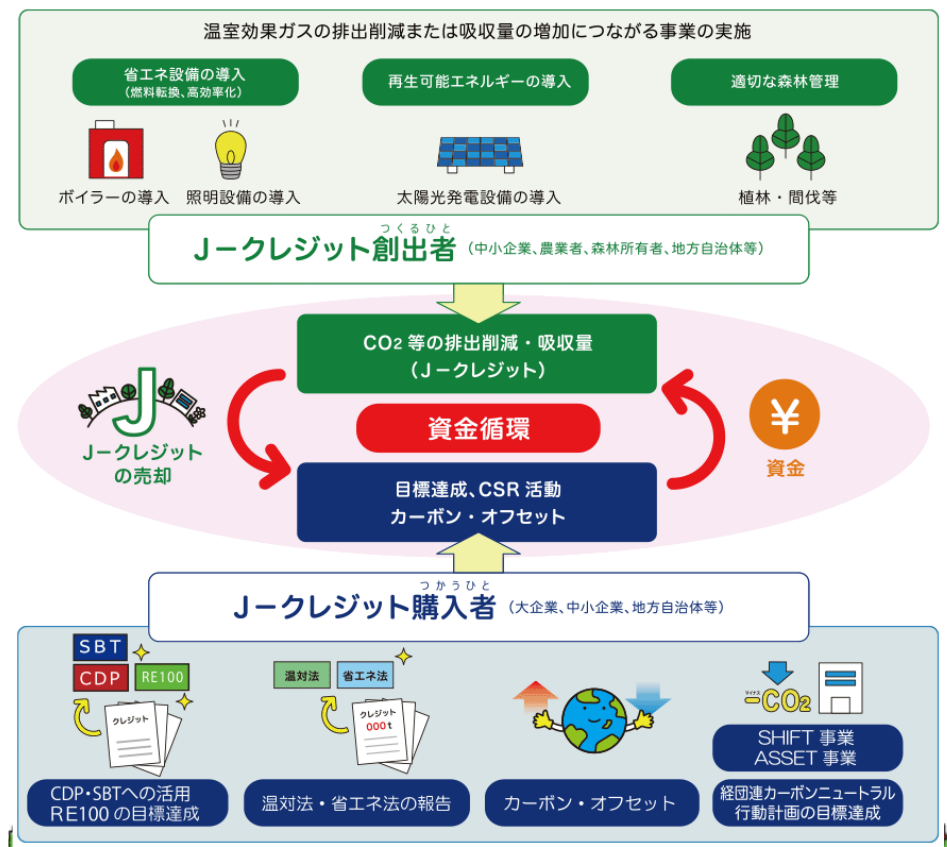 温室効果ガスの排出削減または吸収量の増加につながる事業の実施
省エネ設備の導入
(燃料転換、高効率化)
再生可能エネルギーの導入
適切な森林管理
ボイラーの導入
照明設備の導入
太陽光発電設備の導入
植林・間伐等
つくるひと
Jークレジット創出者(中小企業、農業者、森林所有者、地方自治体等)
CO2 等の排出削減・吸収量
(Jークレジット)
J
Jークレジット
の売却
資金循環
¥
資金
目標達成、CSR 活動
カーボン・オフセット
つかうひと
Jークレジット購入者(大企業、中小企業、地方自治体等)
SBT
CDP
RE100
クレジット
CDP・SBTへの活用
RE100 の目標達成
温対法
省エネ法
クレジット
000t
温対法・省エネ法の報告
カーボン・オフセット
マイナス
-CO2
SHIFT 事業
ASSET 事業
経団連カーボンニュートラル
行動計画の目標達成